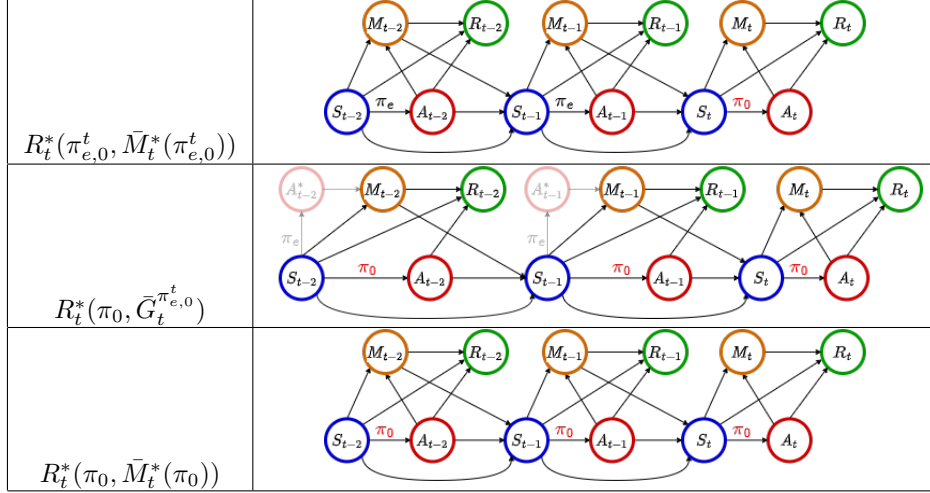 M_{t-2} R_{t-2} M_{t-1} R_{t-1} M_t R_t
S_{t-2} π_e A_{t-2} S_{t-1} π_e A_{t-1} S_t π_0 A_t
R_t^*(π_{e,0}^t, \bar{M}_t^*(π_{e,0}^t))
A_{t-2}^* M_{t-2} R_{t-2} A_{t-1}^* M_{t-1} R_{t-1} M_t R_t
π_e π_e
S_{t-2} π_0 A_{t-2} S_{t-1} π_0 A_{t-1} S_t π_0 A_t
R_t^*(π_0, \bar{G}_t^{π_{e,0}^t})
M_{t-2} R_{t-2} M_{t-1} R_{t-1} M_t R_t
S_{t-2} π_0 A_{t-2} S_{t-1} π_0 A_{t-1} S_t π_0 A_t
R_t^*(π_0, \bar{M}_t^*(π_0))